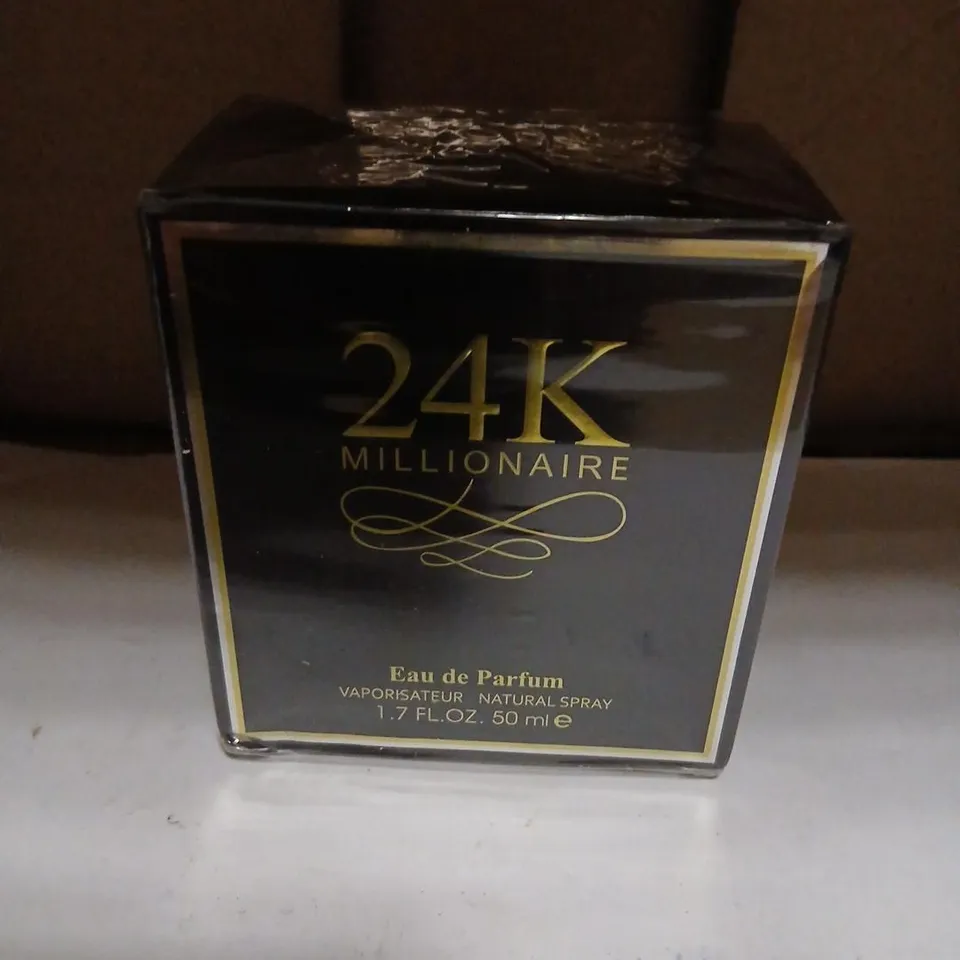 24K
MILLIONAIRE
Eau de Parfum
VAPORISATEUR NATURAL SPRAY
1.7 FL.OZ. 50 ml ℮